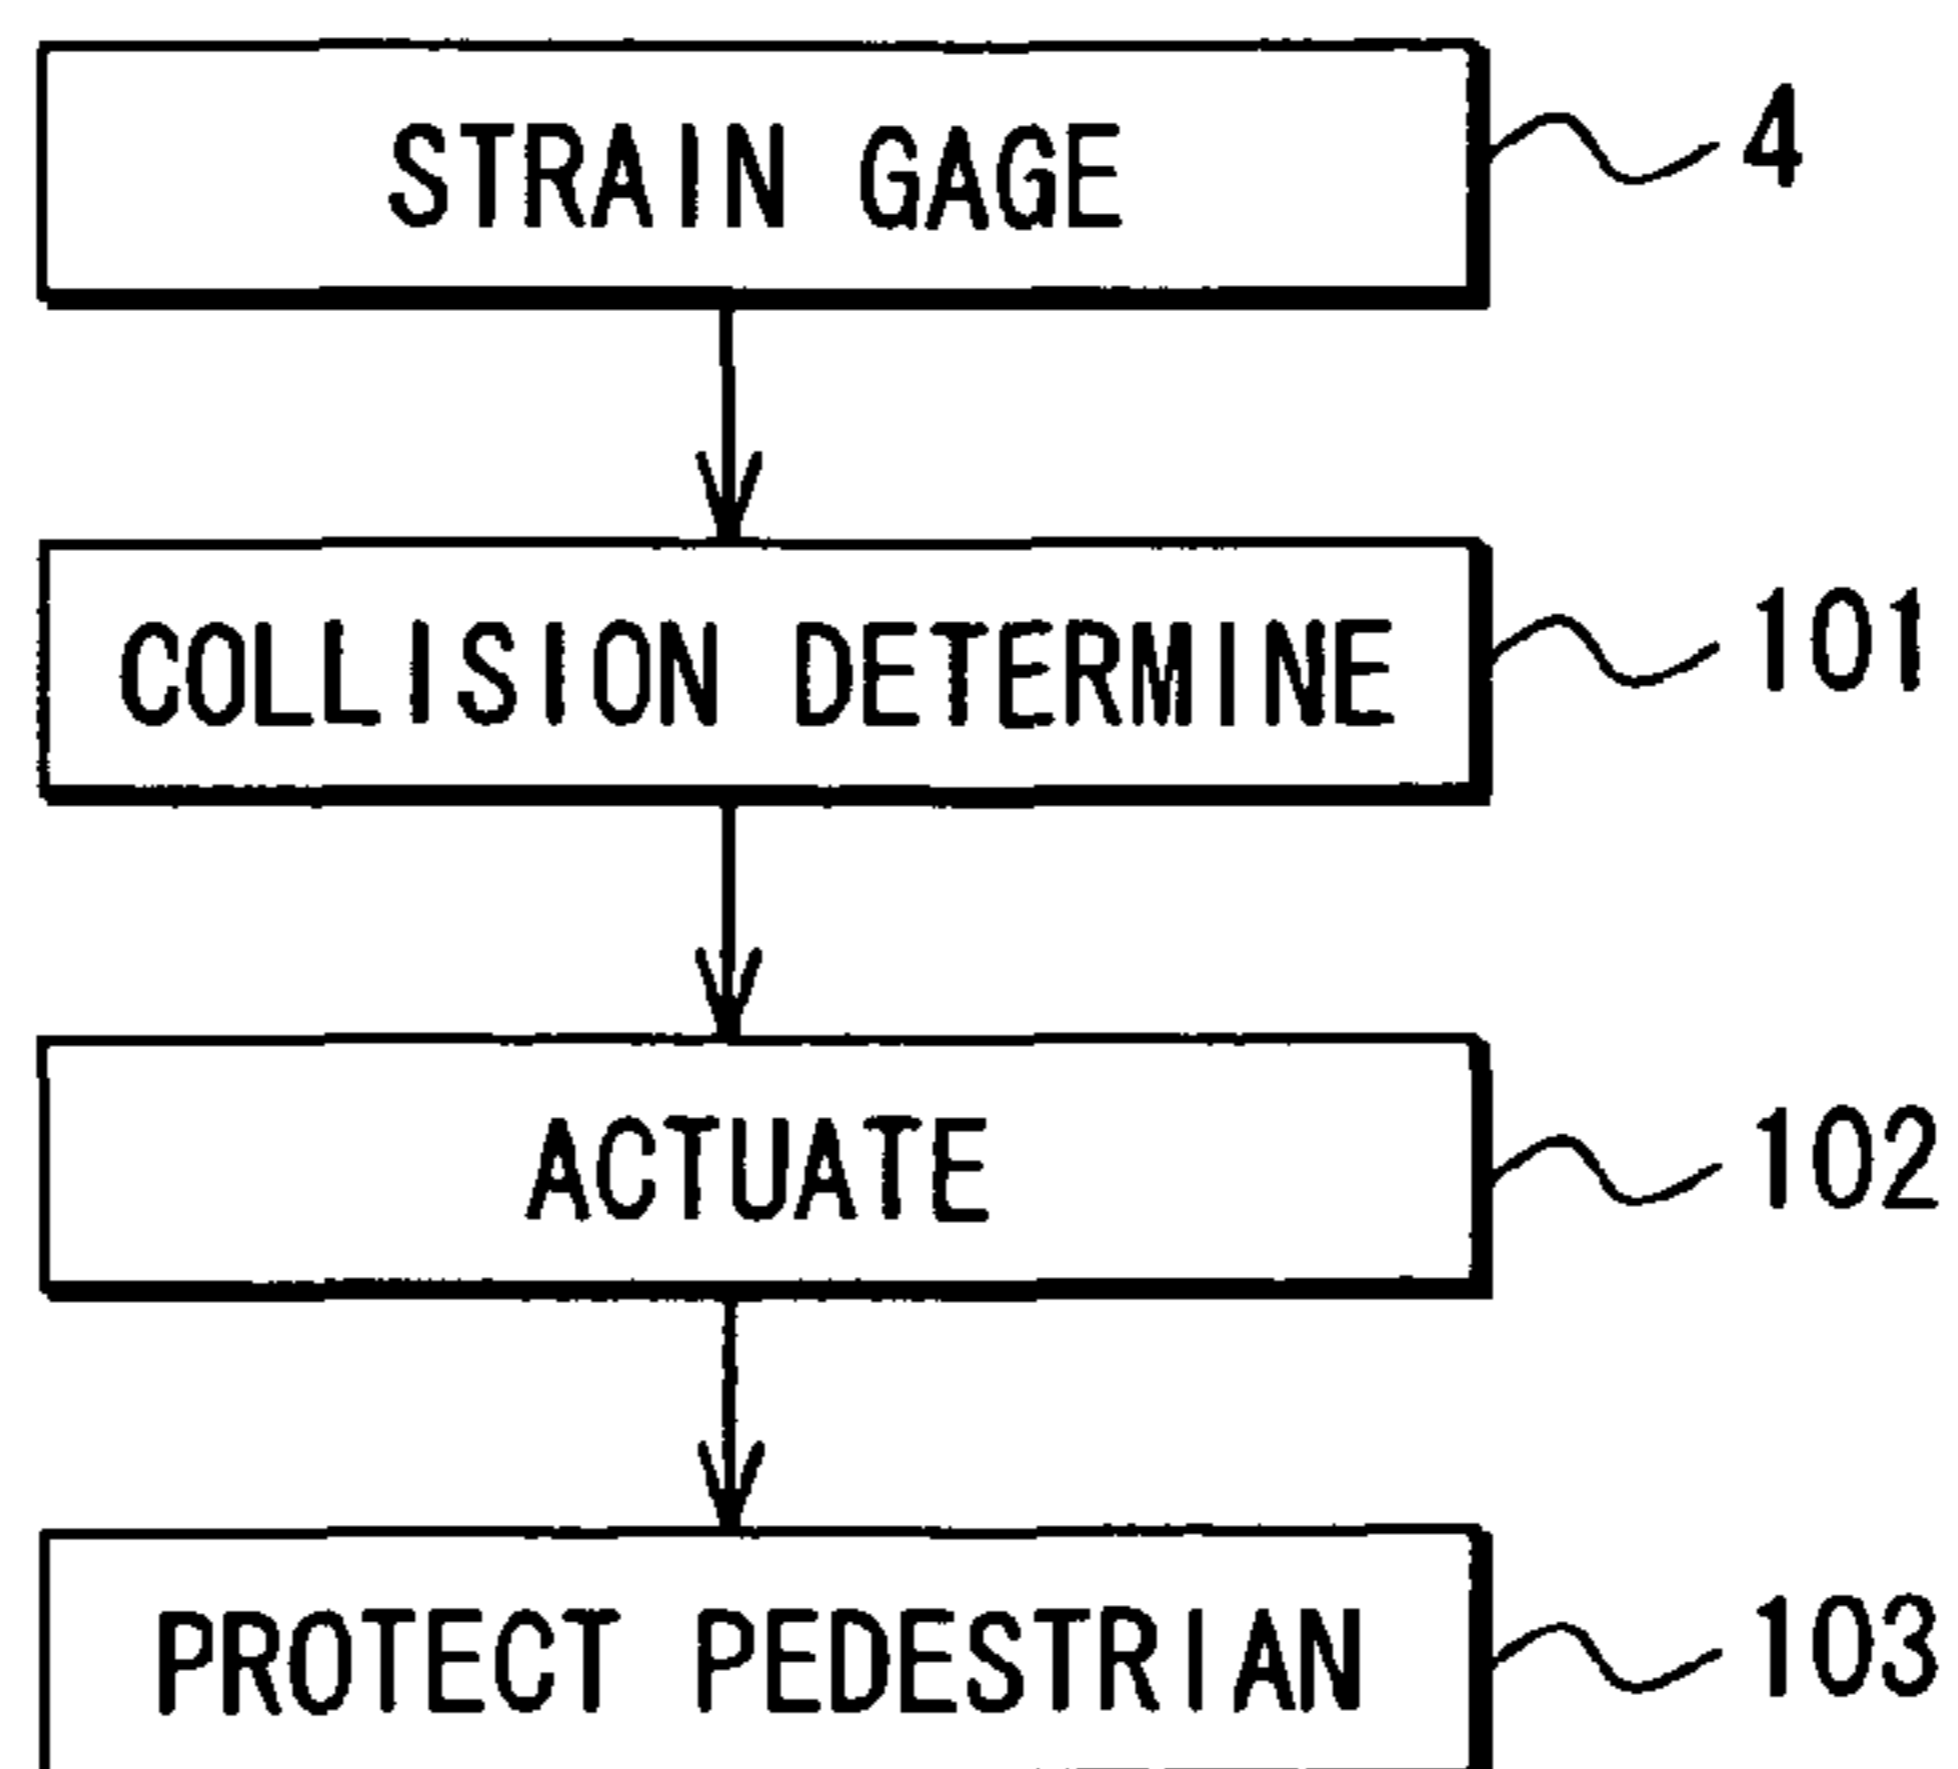 STRAIN GAGE 4
COLLISION DETERMINE 101
ACTUATE 102
PROTECT PEDESTRIAN 103